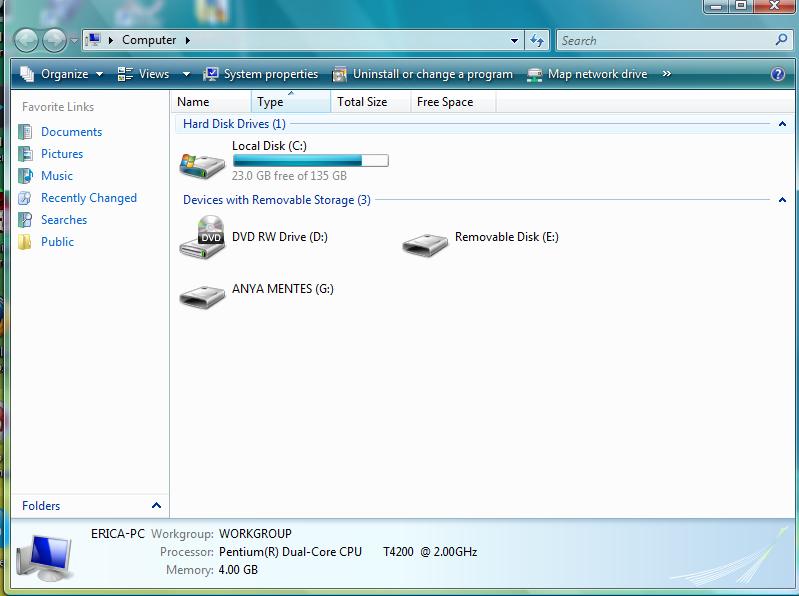 Computer
Search
Organize Views System properties Uninstall or change a program Map network drive »
Favorite Links
Documents
Pictures
Music
Recently Changed
Searches
Public
Folders
Name Type Total Size Free Space
Hard Disk Drives (1)
Local Disk (C:)
23.0 GB free of 135 GB
Devices with Removable Storage (3)
DVD
DVD RW Drive (D:)
Removable Disk (E:)
ANYA MENTES (G:)
ERICA-PC Workgroup: WORKGROUP
Processor: Pentium(R) Dual-Core CPU T4200 @ 2.00GHz
Memory: 4.00 GB